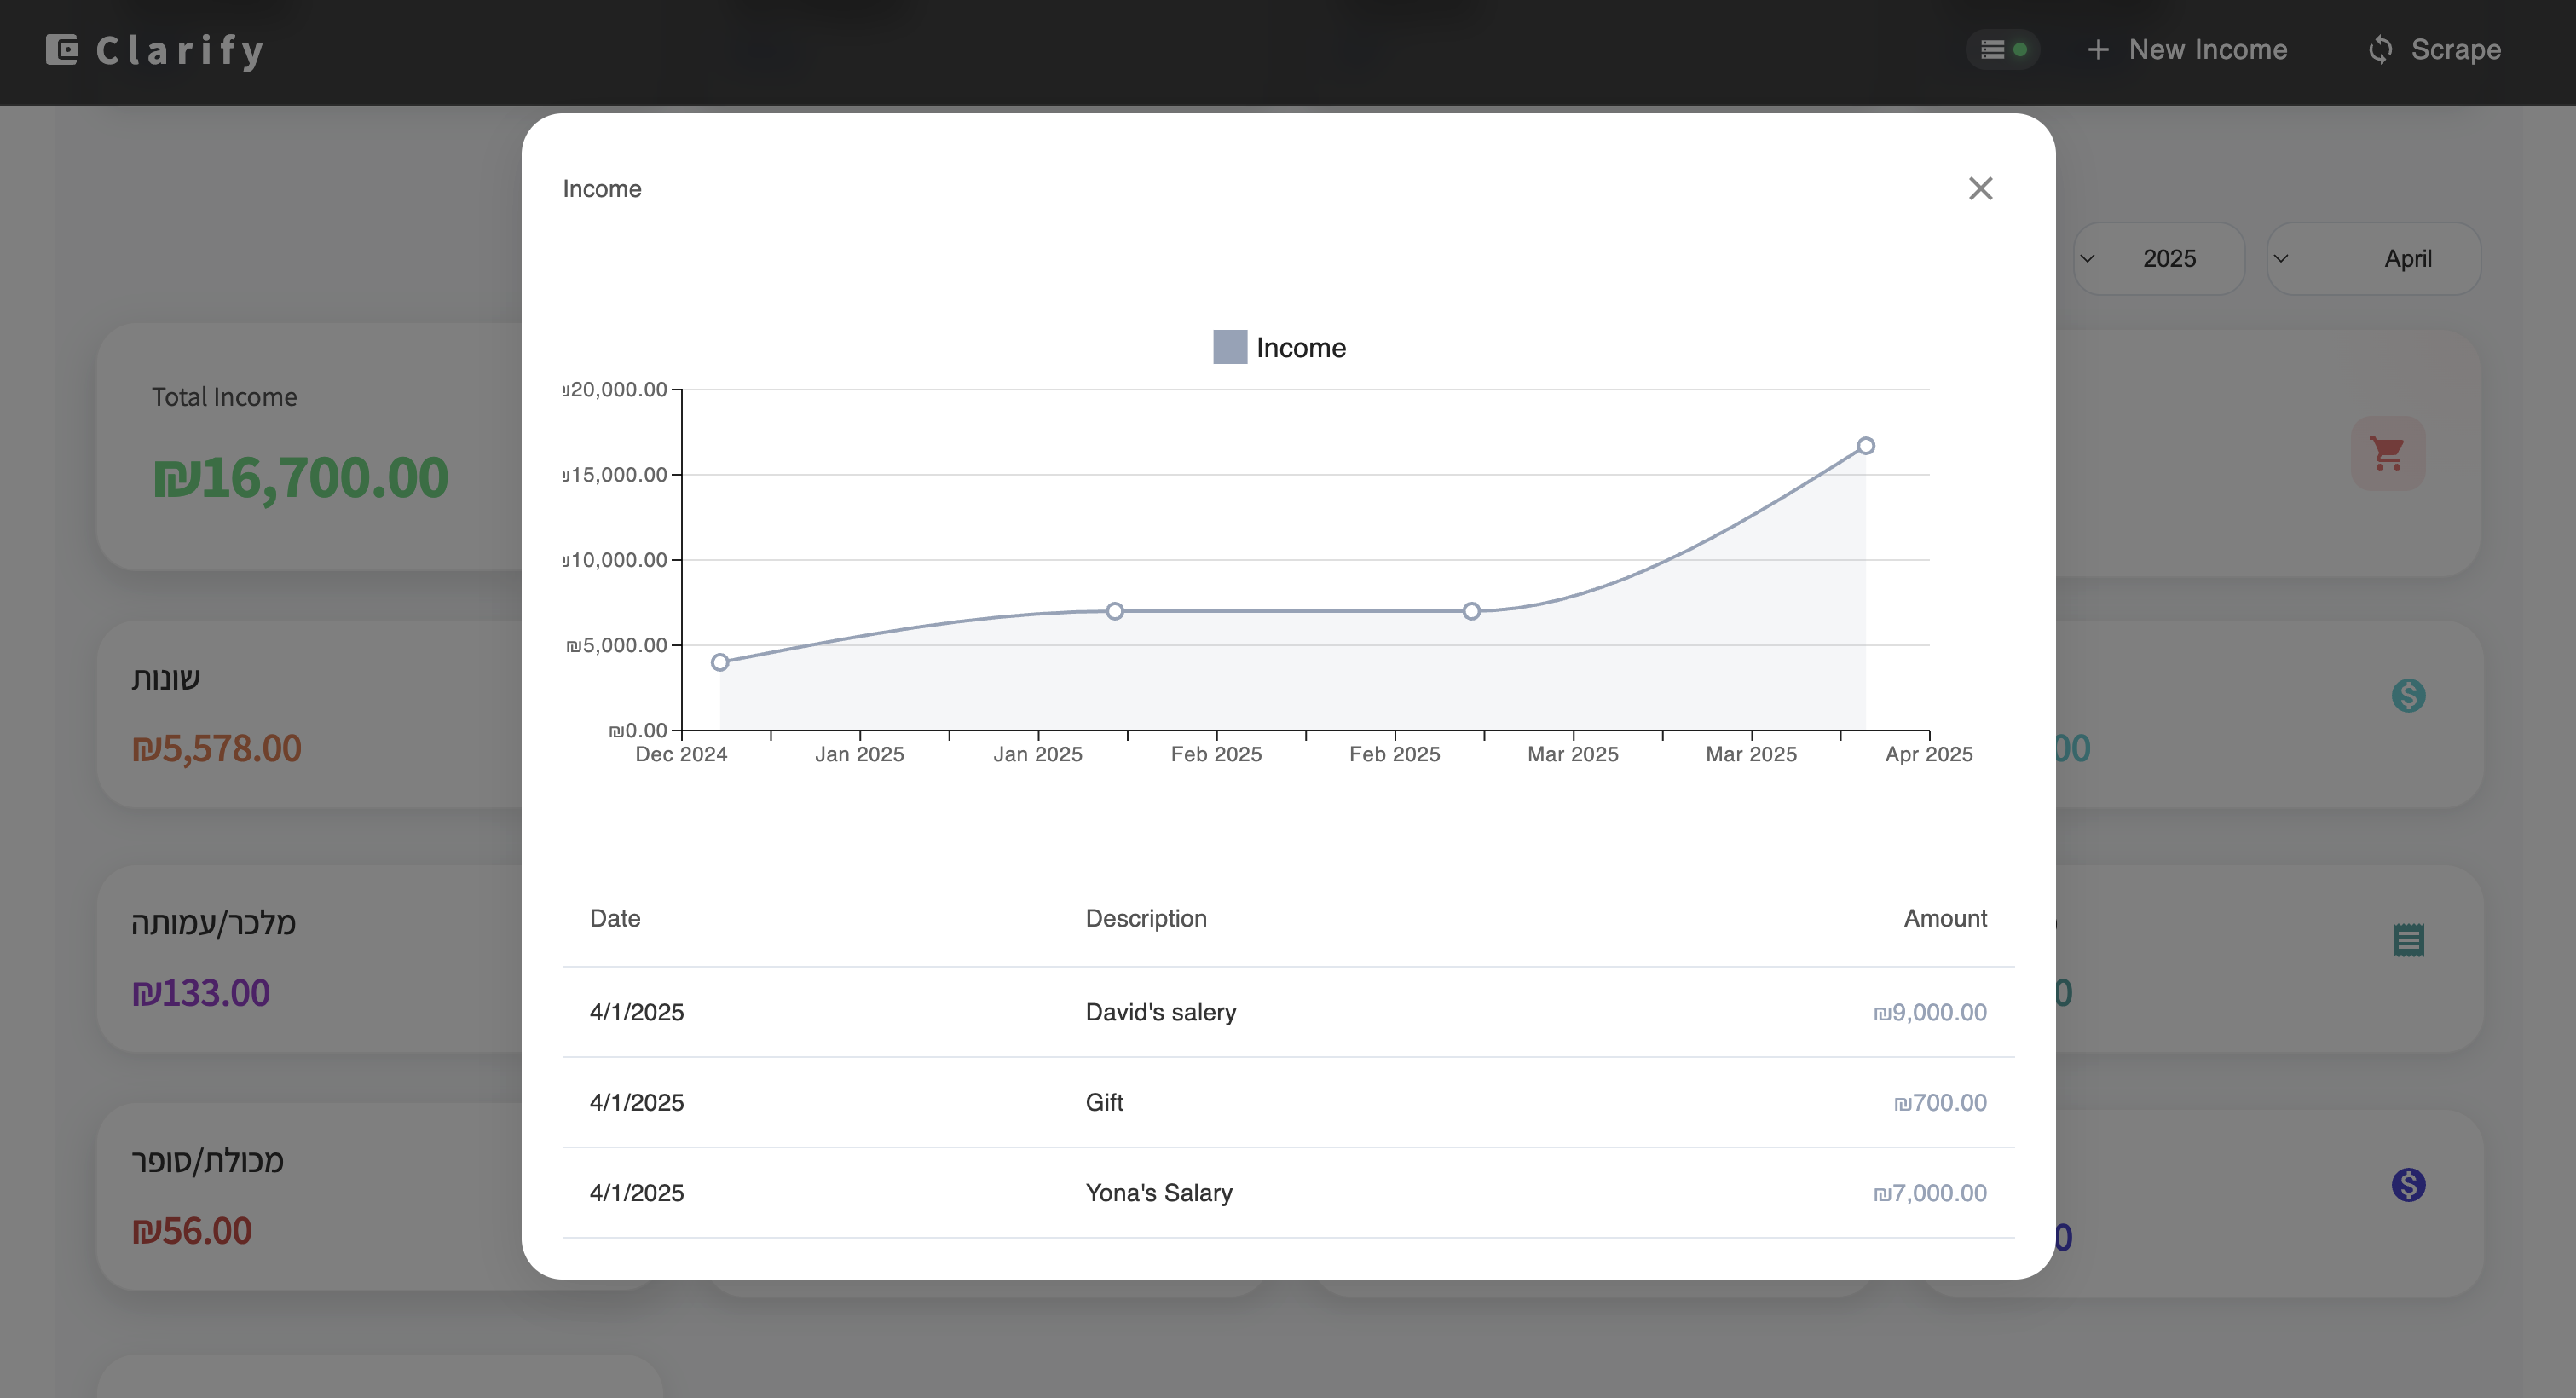 Clarify
New Income
Scrape
Income
2025
April
Total Income
₪16,700.00
Income
₪20,000.00
₪15,000.00
₪10,000.00
₪5,000.00
₪0.00
Dec 2024 Jan 2025 Jan 2025 Feb 2025 Feb 2025 Mar 2025 Mar 2025 Apr 2025
שונות
₪5,578.00
00
מלכר/עמותה
₪133.00
0
מכולת/סופר
₪56.00
0
Date Description Amount
4/1/2025 David's salery ₪9,000.00
4/1/2025 Gift ₪700.00
4/1/2025 Yona's Salary ₪7,000.00